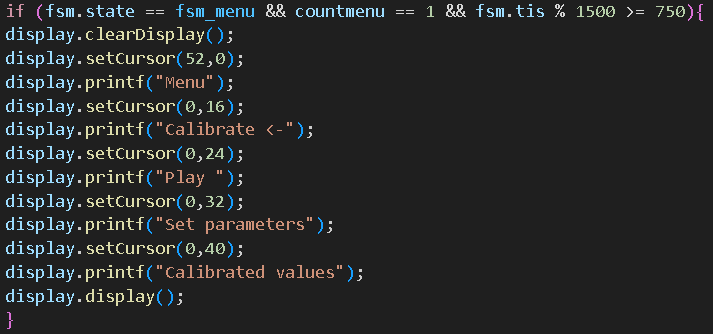 if (fsm.state == fsm_menu && countmenu == 1 && fsm.tis % 1500 >= 750){
display.clearDisplay();
display.setCursor(52,0);
display.printf("Menu");
display.setCursor(0,16);
display.printf("Calibrate <-");
display.setCursor(0,24);
display.printf("Play ");
display.setCursor(0,32);
display.printf("Set parameters");
display.setCursor(0,40);
display.printf("Calibrated values");
display.display();
}